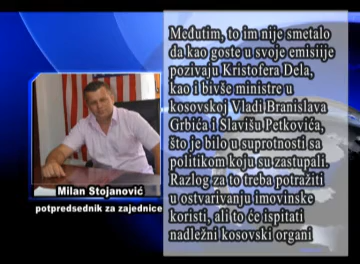 Međutim, to im nije smetalo
da kao goste u svoje emisiije
pozivaju Kristofera Dela,
kao i bivše ministre u
kosovskoj Vladi Branislava
Grbića i Slavišu Petkovića,
što je bilo u suprotnosti sa
politikom koju su zastupali.
Razlog za to treba potražiti
u ostvarivanju imovinske
koristi, ali to će ispitati
nadležni kosovski organi
Milan Stojanović
potpredsednik za zajednice